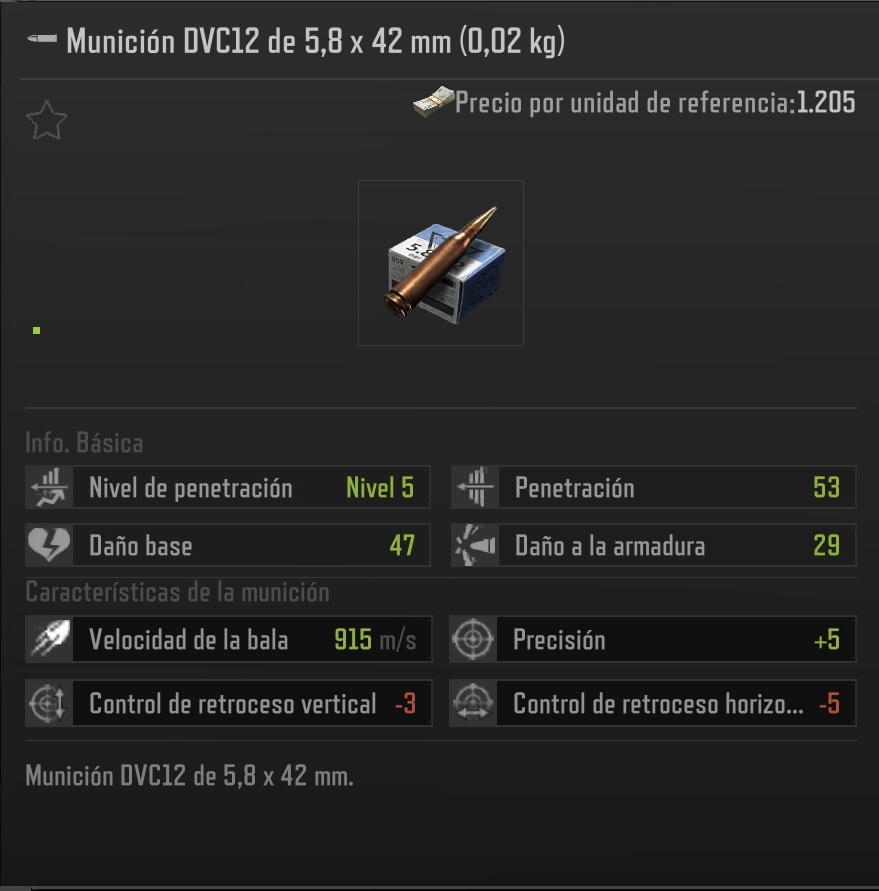 Munición DVC12 de 5,8 x 42 mm (0,02 kg)
Precio por unidad de referencia:1.205
5.8
Info. Básica
Nivel de penetración Nivel 5 Penetración 53
Daño base 47 Daño a la armadura 29
Características de la munición
Velocidad de la bala 915 m/s Precisión +5
Control de retroceso vertical -3 Control de retroceso horizo... -5
Munición DVC12 de 5,8 x 42 mm.